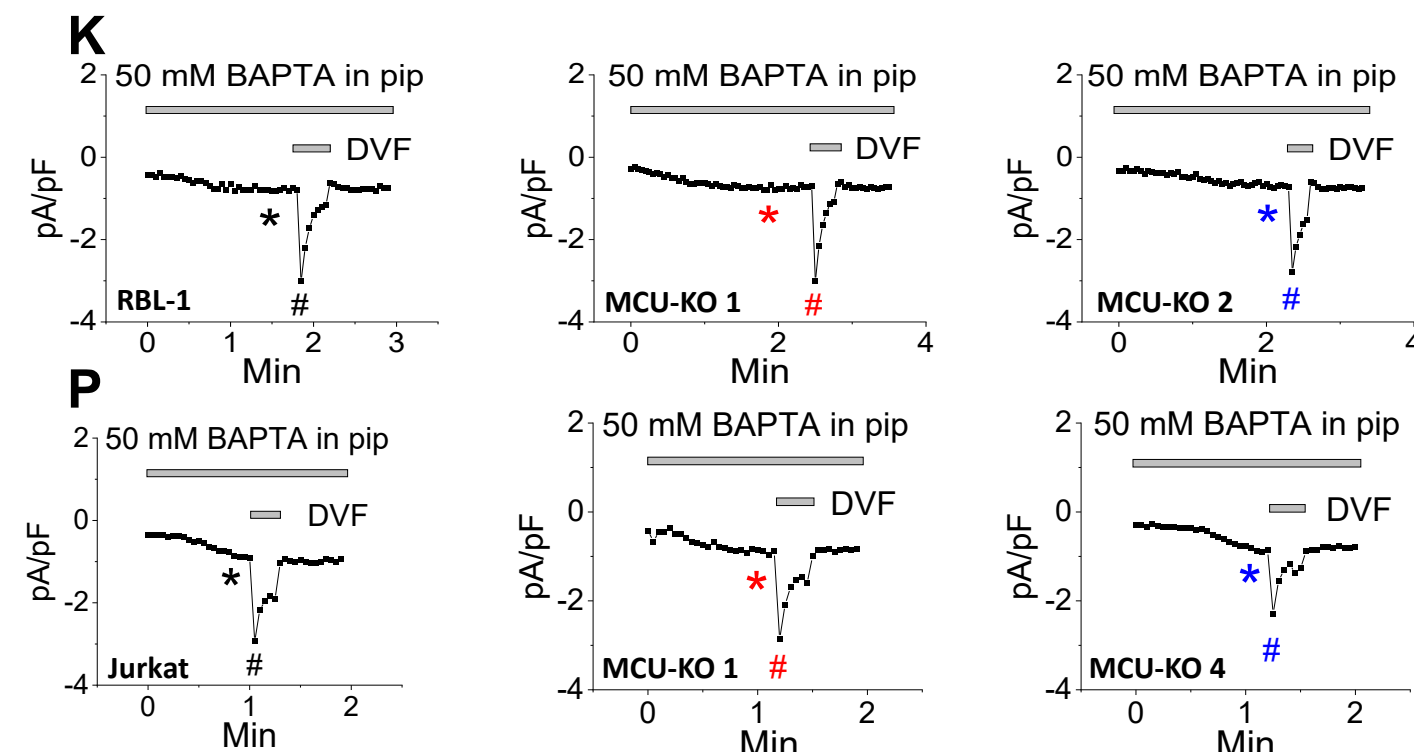 K
50 mM BAPTA in pip
DVF
2
0
-2
-4
pA/pF
*
#
RBL-1
0 1 2 3
Min
50 mM BAPTA in pip
DVF
2
0
-2
-4
pA/pF
*
#
MCU-KO 1
0 2 4
Min
50 mM BAPTA in pip
DVF
2
0
-2
-4
pA/pF
*
#
MCU-KO 2
0 2 4
Min
P
50 mM BAPTA in pip
DVF
2
0
-2
-4
pA/pF
*
#
Jurkat
0 1 2
Min
50 mM BAPTA in pip
DVF
2
0
-2
-4
pA/pF
*
#
MCU-KO 1
0 1 2
Min
50 mM BAPTA in pip
DVF
2
0
-2
-4
pA/pF
*
#
MCU-KO 4
0 1 2
Min